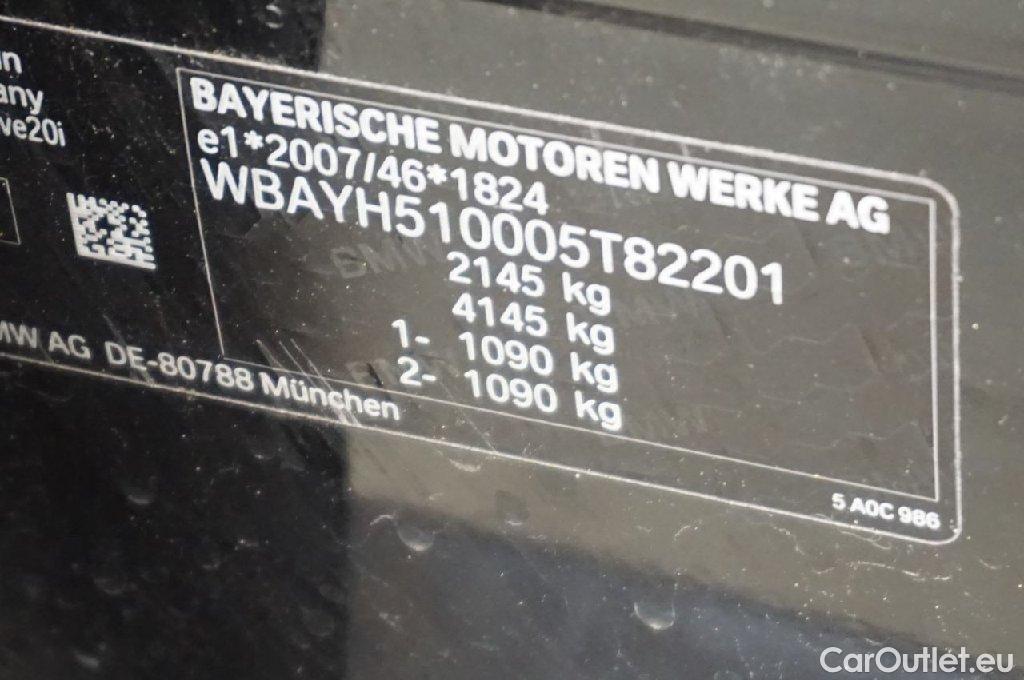 BAYERISCHE MOTOREN WERKE AG
e1*2007/46*1824
WBAYH510005T82201
2145 kg
4145 kg
1- 1090 kg
2- 1090 kg
5 A0C 986
in
any
ve20i
MW AG DE-80788 München
CarOutlet.eu